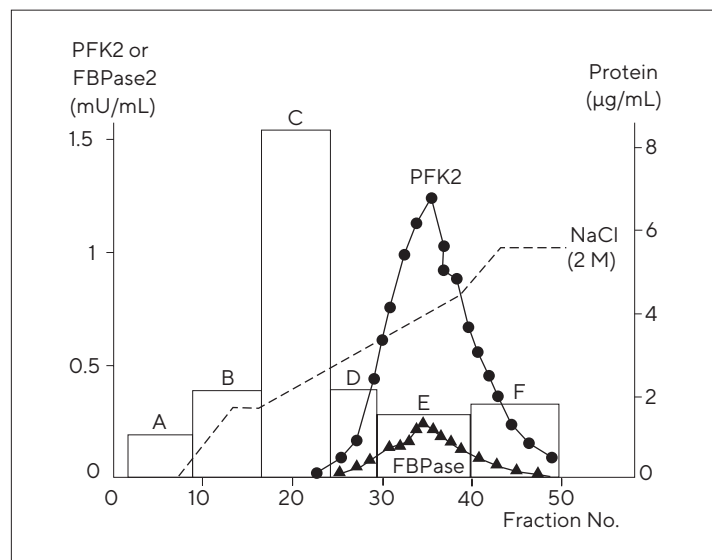 PFK2 or
FBPase2
(mU/mL)
Protein
(µg/mL)
1.5
C
8
PFK2
6
NaCl
(2 M)
1
4
0.5
B
D
2
A
E
F
FBPase
0
0
0
10
20
30
40
50
Fraction No.